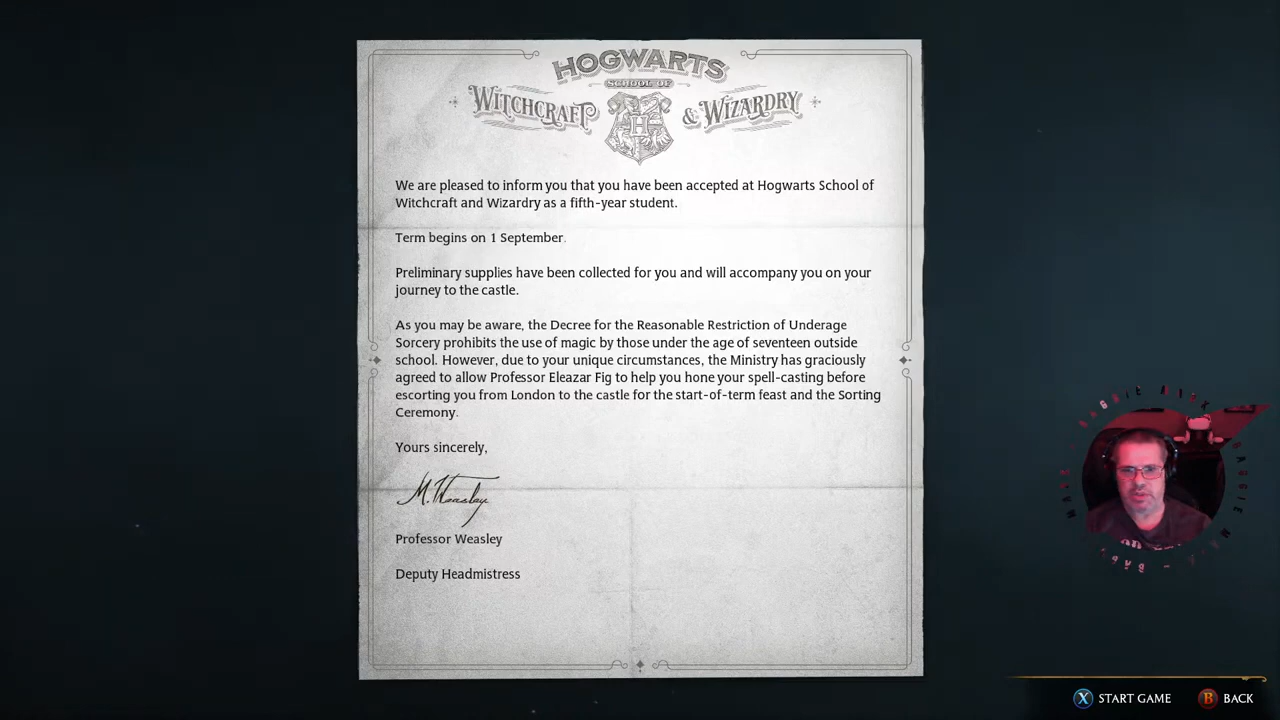 HOGWARTS
SCHOOL OF
WITCHCRAFT & WIZARDRY
H
We are pleased to inform you that you have been accepted at Hogwarts School of
Witchcraft and Wizardry as a fifth-year student.
Term begins on 1 September.
Preliminary supplies have been collected for you and will accompany you on your
journey to the castle.
As you may be aware, the Decree for the Reasonable Restriction of Underage
Sorcery prohibits the use of magic by those under the age of seventeen outside
school. However, due to your unique circumstances, the Ministry has graciously
agreed to allow Professor Eleazar Fig to help you hone your spell-casting before
escorting you from London to the castle for the start-of-term feast and the Sorting
Ceremony.
Yours sincerely,
M. Weasley
Professor Weasley
Deputy Headmistress
X START GAME B BACK